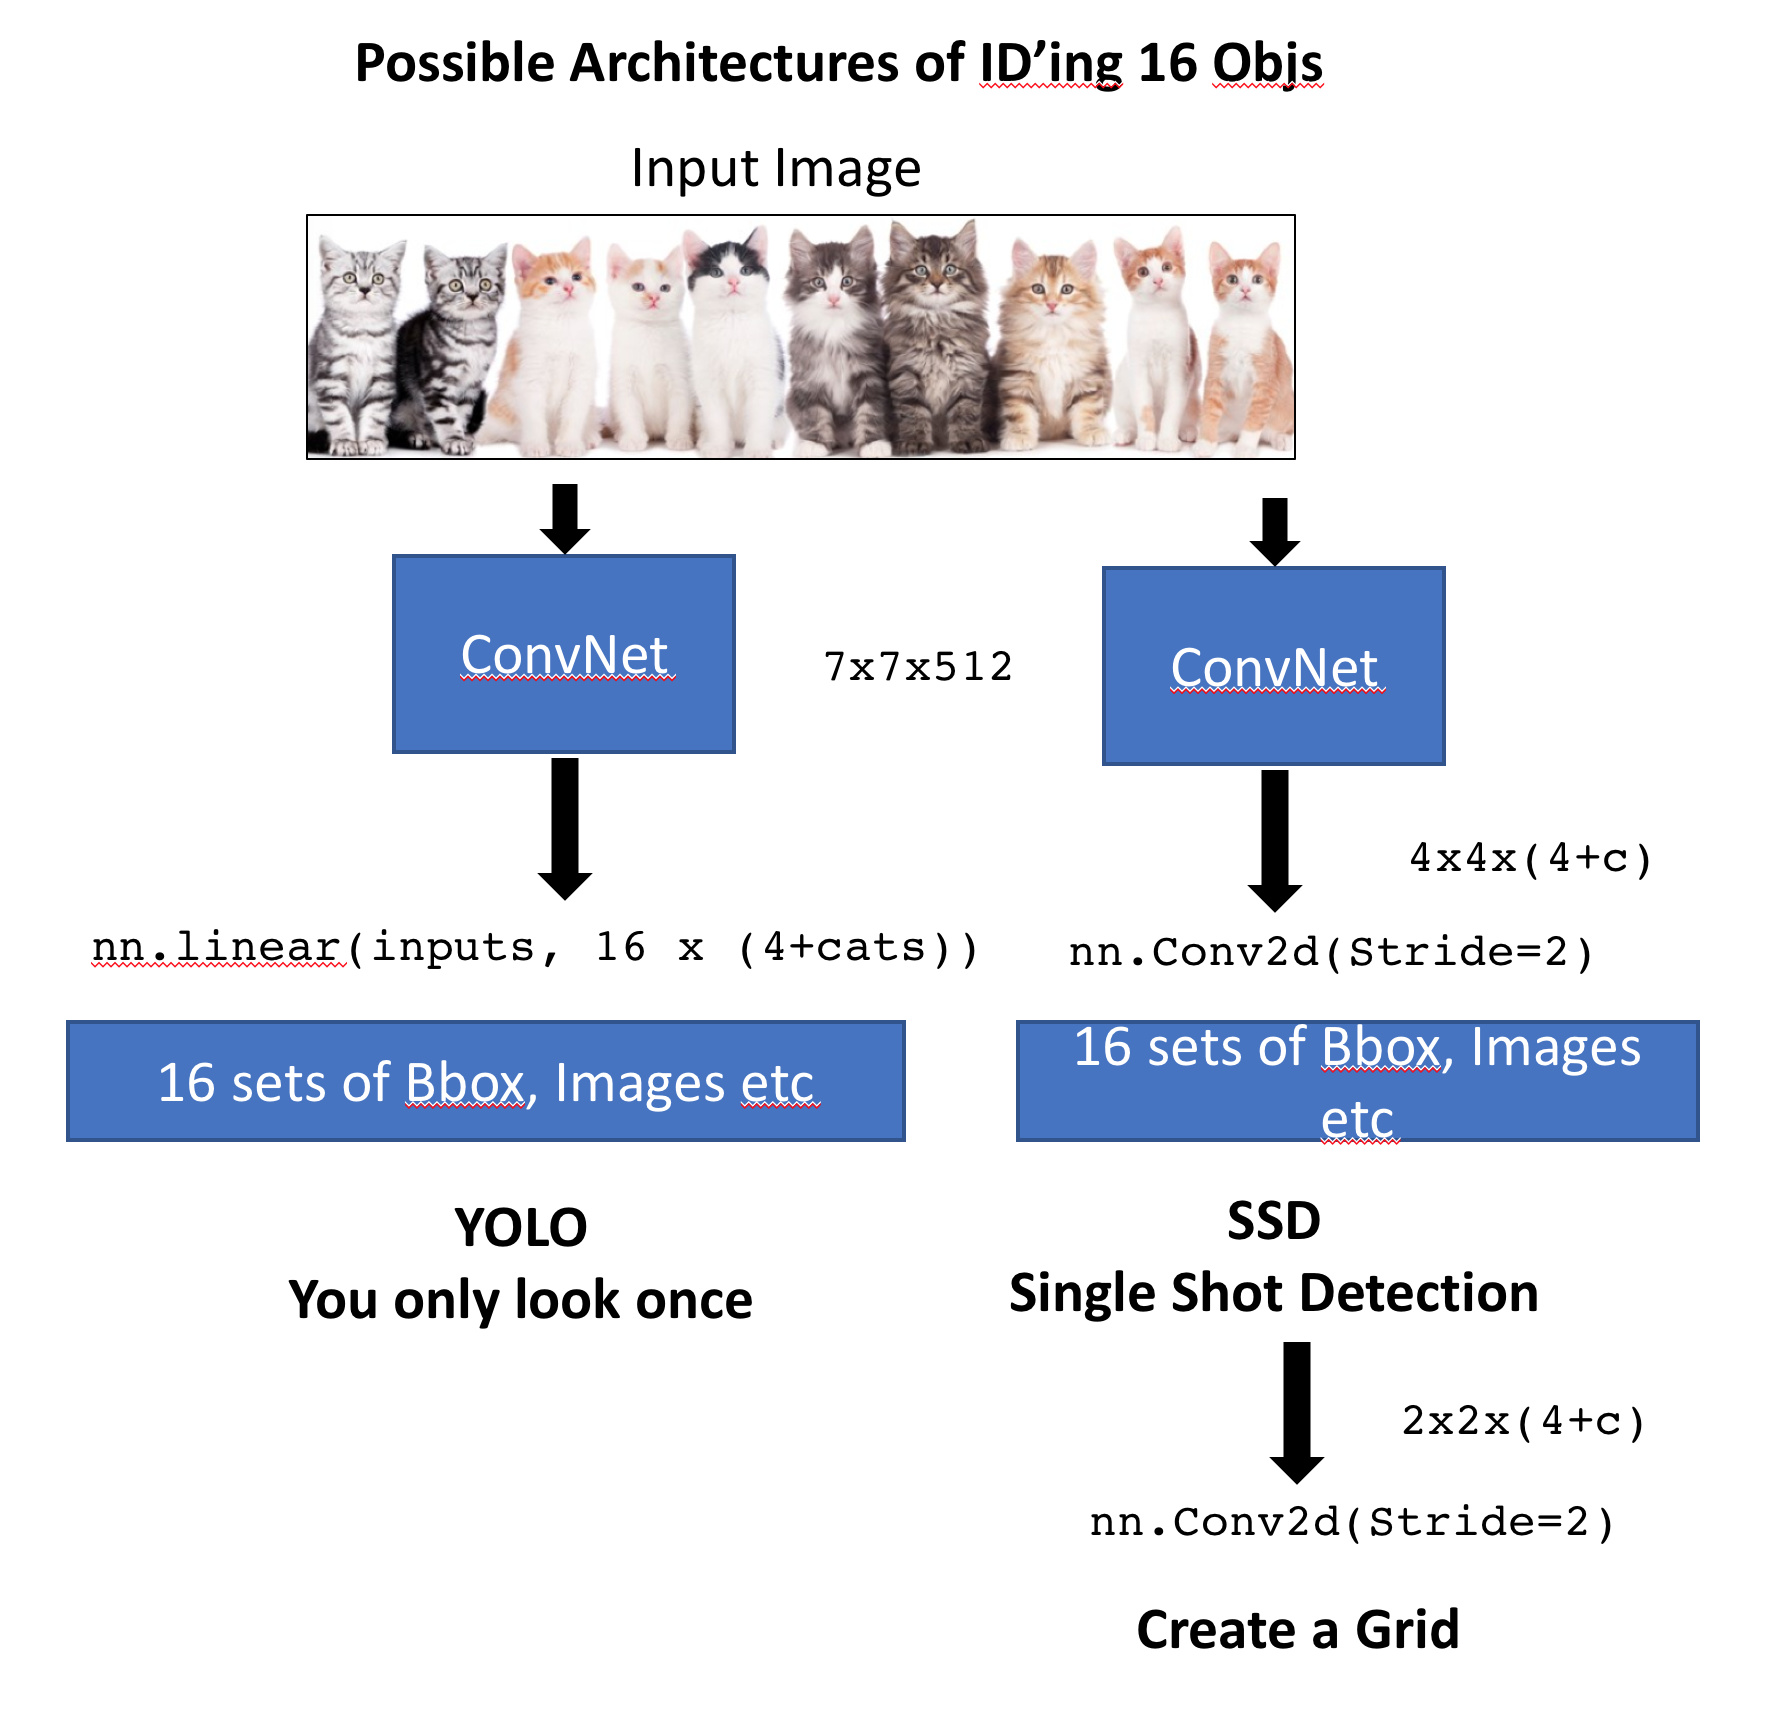 Possible Architectures of ID’ing 16 Objs
Input Image
ConvNet
7x7x512
ConvNet
4x4x(4+c)
nn.linear(inputs, 16 x (4+cats))
nn.Conv2d(Stride=2)
16 sets of Bbox, Images etc
16 sets of Bbox, Images
etc
YOLO
You only look once
SSD
Single Shot Detection
2x2x(4+c)
nn.Conv2d(Stride=2)
Create a Grid